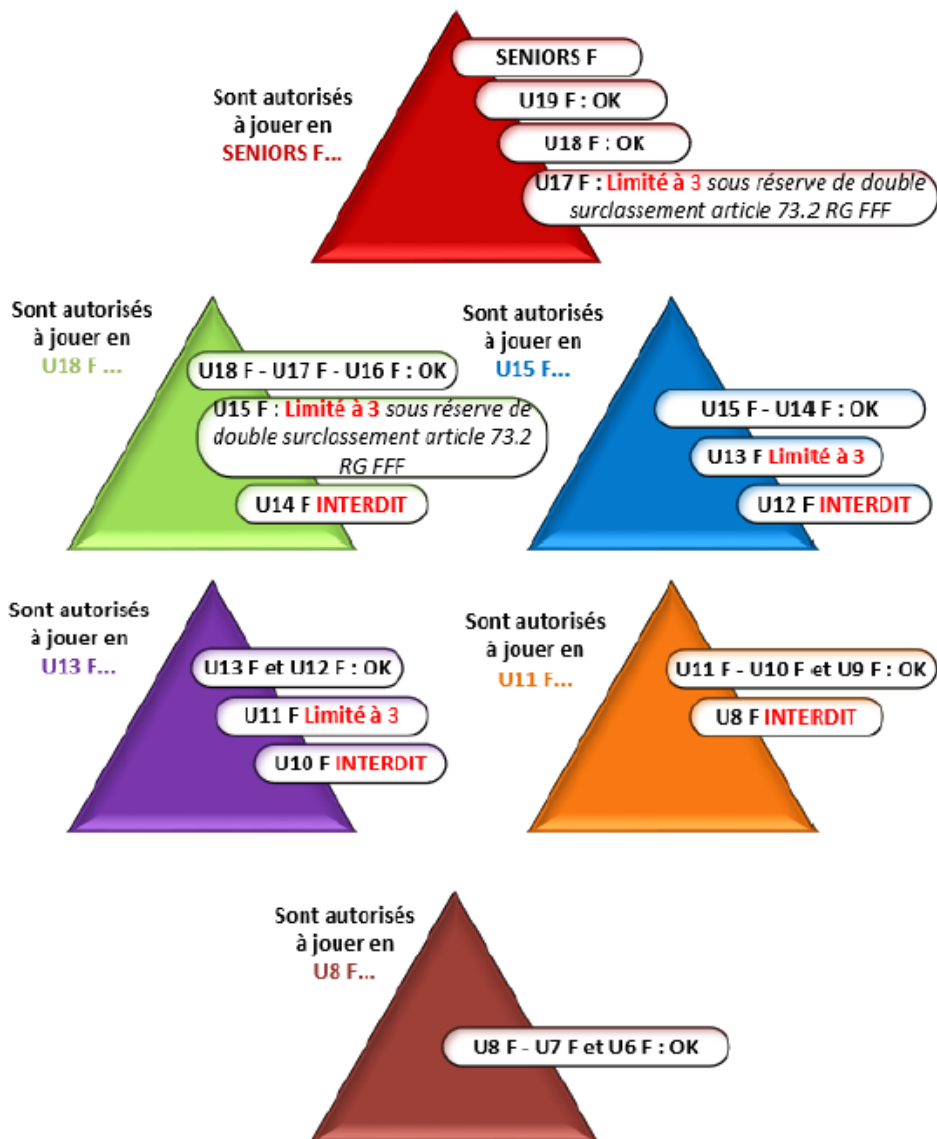 Sont autorisés
à jouer en
SENIORS F...
SENIORS F
U19 F : OK
U18 F : OK
U17 F : Limité à 3 sous réserve de double
surclassement article 73.2 RG FFF
Sont autorisés
à jouer en
U18 F ...
U18 F - U17 F - U16 F : OK
U15 F : Limité à 3 sous réserve de
double surclassement article 73.2
RG FFF
U14 F INTERDIT
Sont autorisés
à jouer en
U15 F...
U15 F - U14 F : OK
U13 F Limité à 3
U12 F INTERDIT
Sont autorisés
à jouer en
U13 F...
U13 F et U12 F : OK
U11 F Limité à 3
U10 F INTERDIT
Sont autorisés
à jouer en
U11 F...
U11 F - U10 F et U9 F : OK
U8 F INTERDIT
Sont autorisés
à jouer en
U8 F...
U8 F - U7 F et U6 F : OK